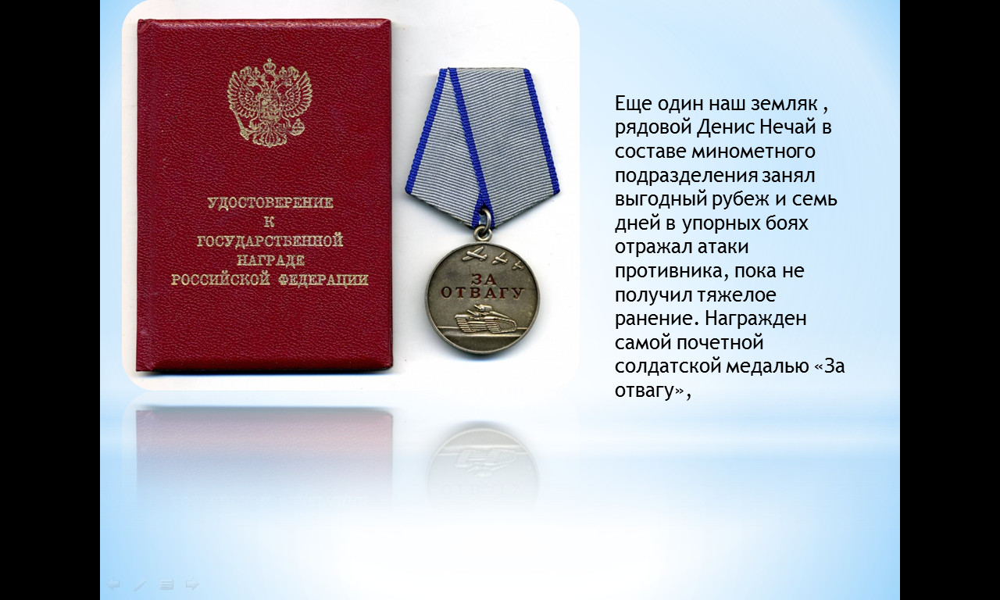 УДОСТОВЕРЕНИЕ
К
ГОСУДАРСТВЕННОЙ
НАГРАДЕ
РОССИЙСКОЙ ФЕДЕРАЦИИ
ЗА
ОТВАГУ
Еще один наш земляк ,
рядовой Денис Нечай в
составе минометного
подразделения занял
выгодный рубеж и семь
дней в упорных боях
отражал атаки
противника, пока не
получил тяжелое
ранение. Награжден
самой почетной
солдатской медалью «За
отвагу»,